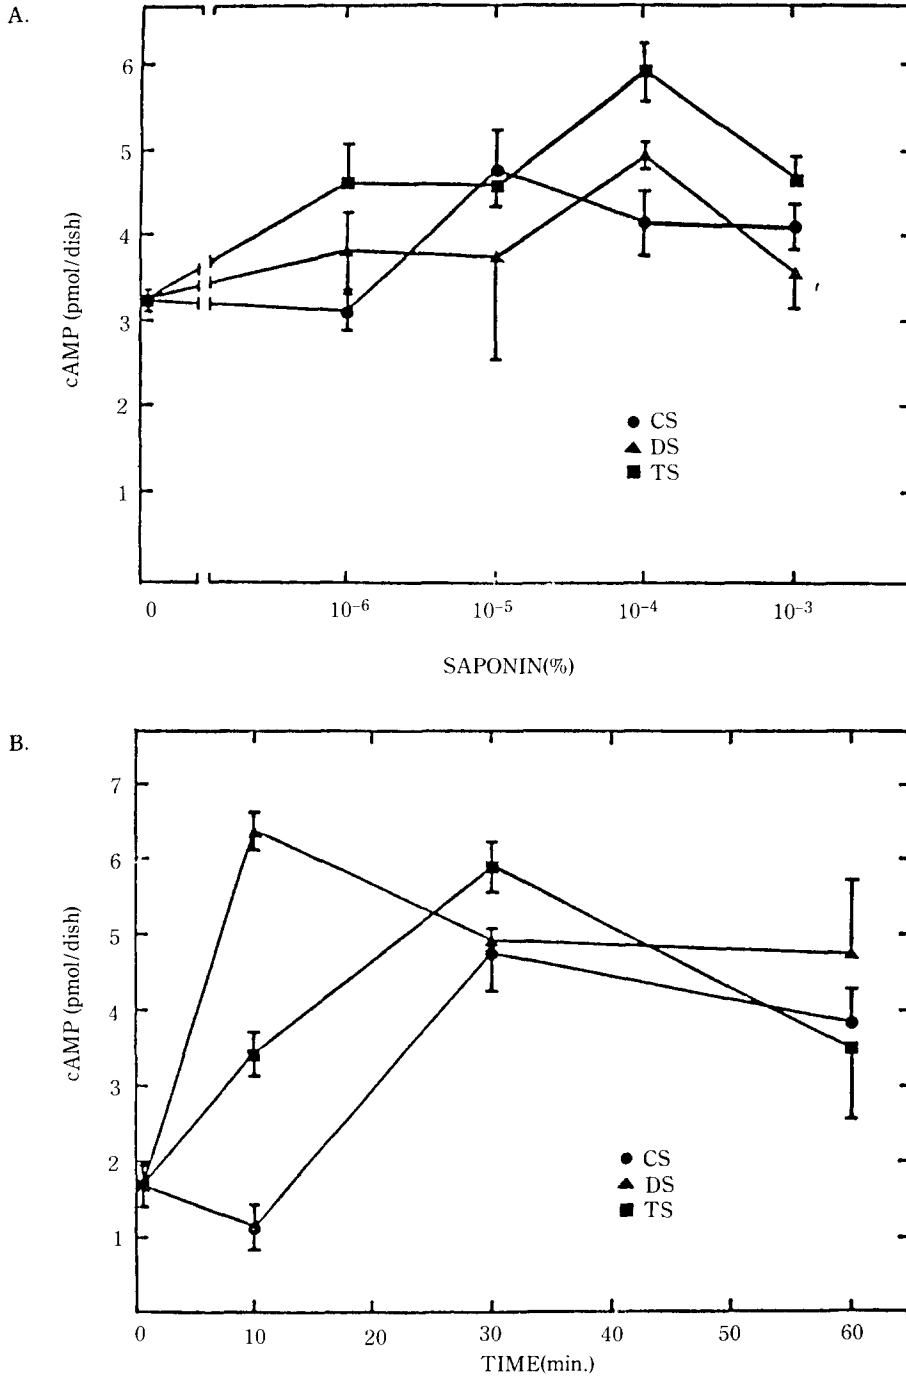 A.
6
5
4
3
2
1
cAMP (pmol/dish)
CS
DS
TS
0 10⁻⁶ 10⁻⁵ 10⁻⁴ 10⁻³
SAPONIN(%)
B.
7
6
5
4
3
2
1
cAMP (pmol/dish)
CS
DS
TS
0 10 20 30 40 50 60
TIME(min.)